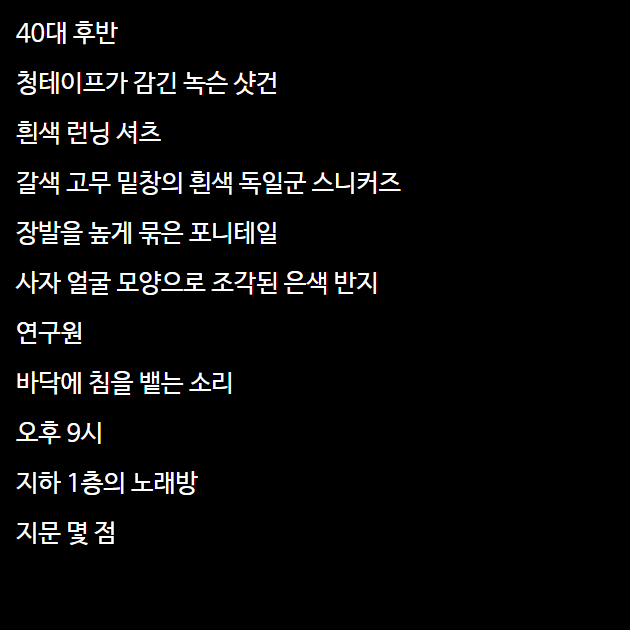 40대 후반
청테이프가 감긴 녹슨 샷건
흰색 런닝 셔츠
갈색 고무 밑창의 흰색 독일군 스니커즈
장발을 높게 묶은 포니테일
사자 얼굴 모양으로 조각된 은색 반지
연구원
바닥에 침을 뱉는 소리
오후 9시
지하 1층의 노래방
지문 몇 점